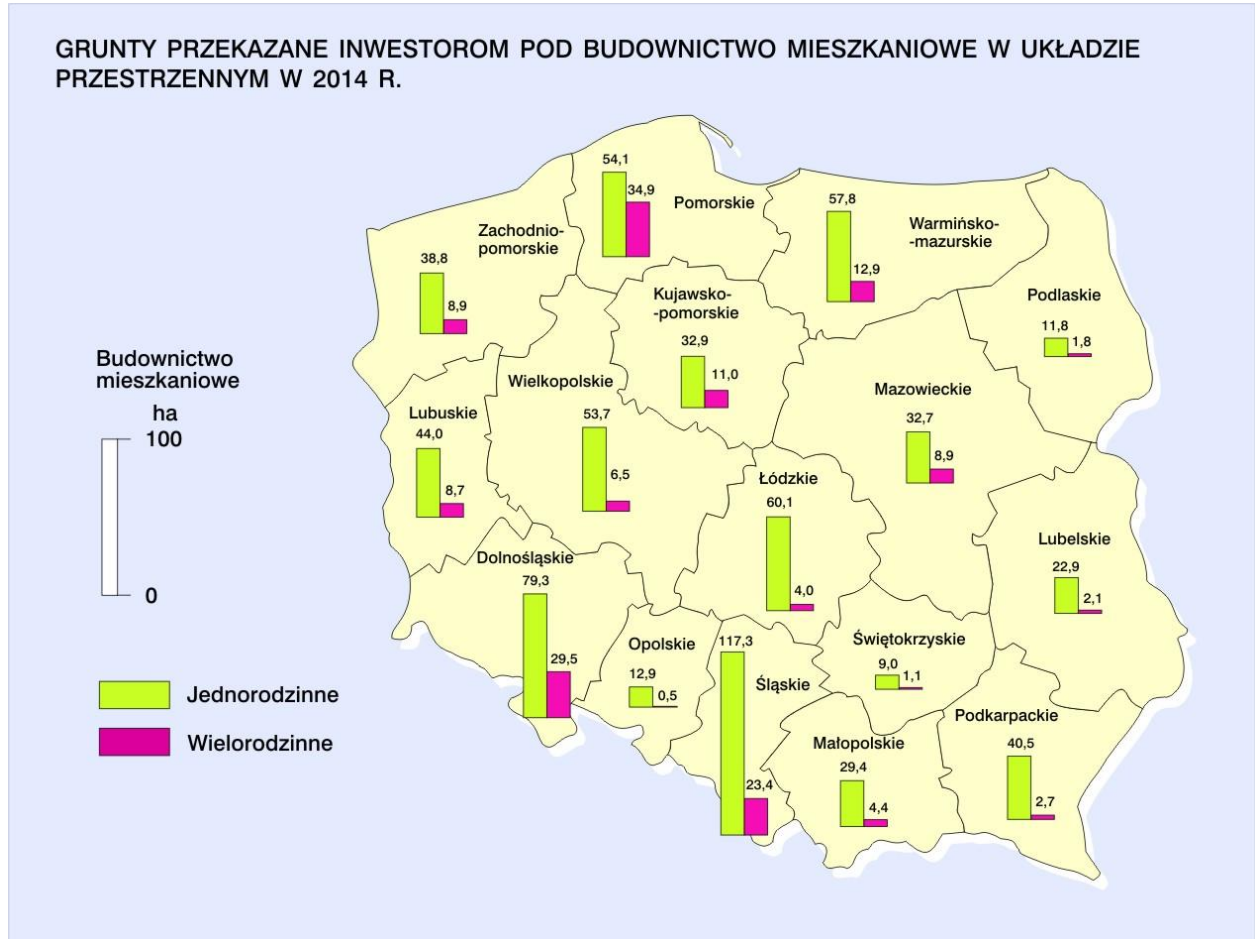 GRUNTY PRZEKAZANE INWESTOROM POD BUDOWNICTWO MIESZKANIOWE W UKŁADZIE
PRZESTRZENNYM W 2014 R.
54,1
34,9
Pomorskie
57,8
12,9
Warmińsko-
-mazurskie
Zachodnio-
pomorskie
38,8
8,9
Kujawsko-
-pomorskie
32,9
11,0
Podlaskie
11,8
1,8
Budownictwo
mieszkaniowe
ha
100
0
Lubuskie
44,0
8,7
Wielkopolskie
53,7
6,5
Mazowieckie
32,7
8,9
Łódzkie
60,1
4,0
Lubelskie
22,9
2,1
Dolnośląskie
79,3
29,5
Opolskie
12,9
0,5
117,3
Śląskie
23,4
Świętokrzyskie
9,0
1,1
Małopolskie
29,4
4,4
Podkarpackie
40,5
2,7
Jednorodzinne
Wielorodzinne